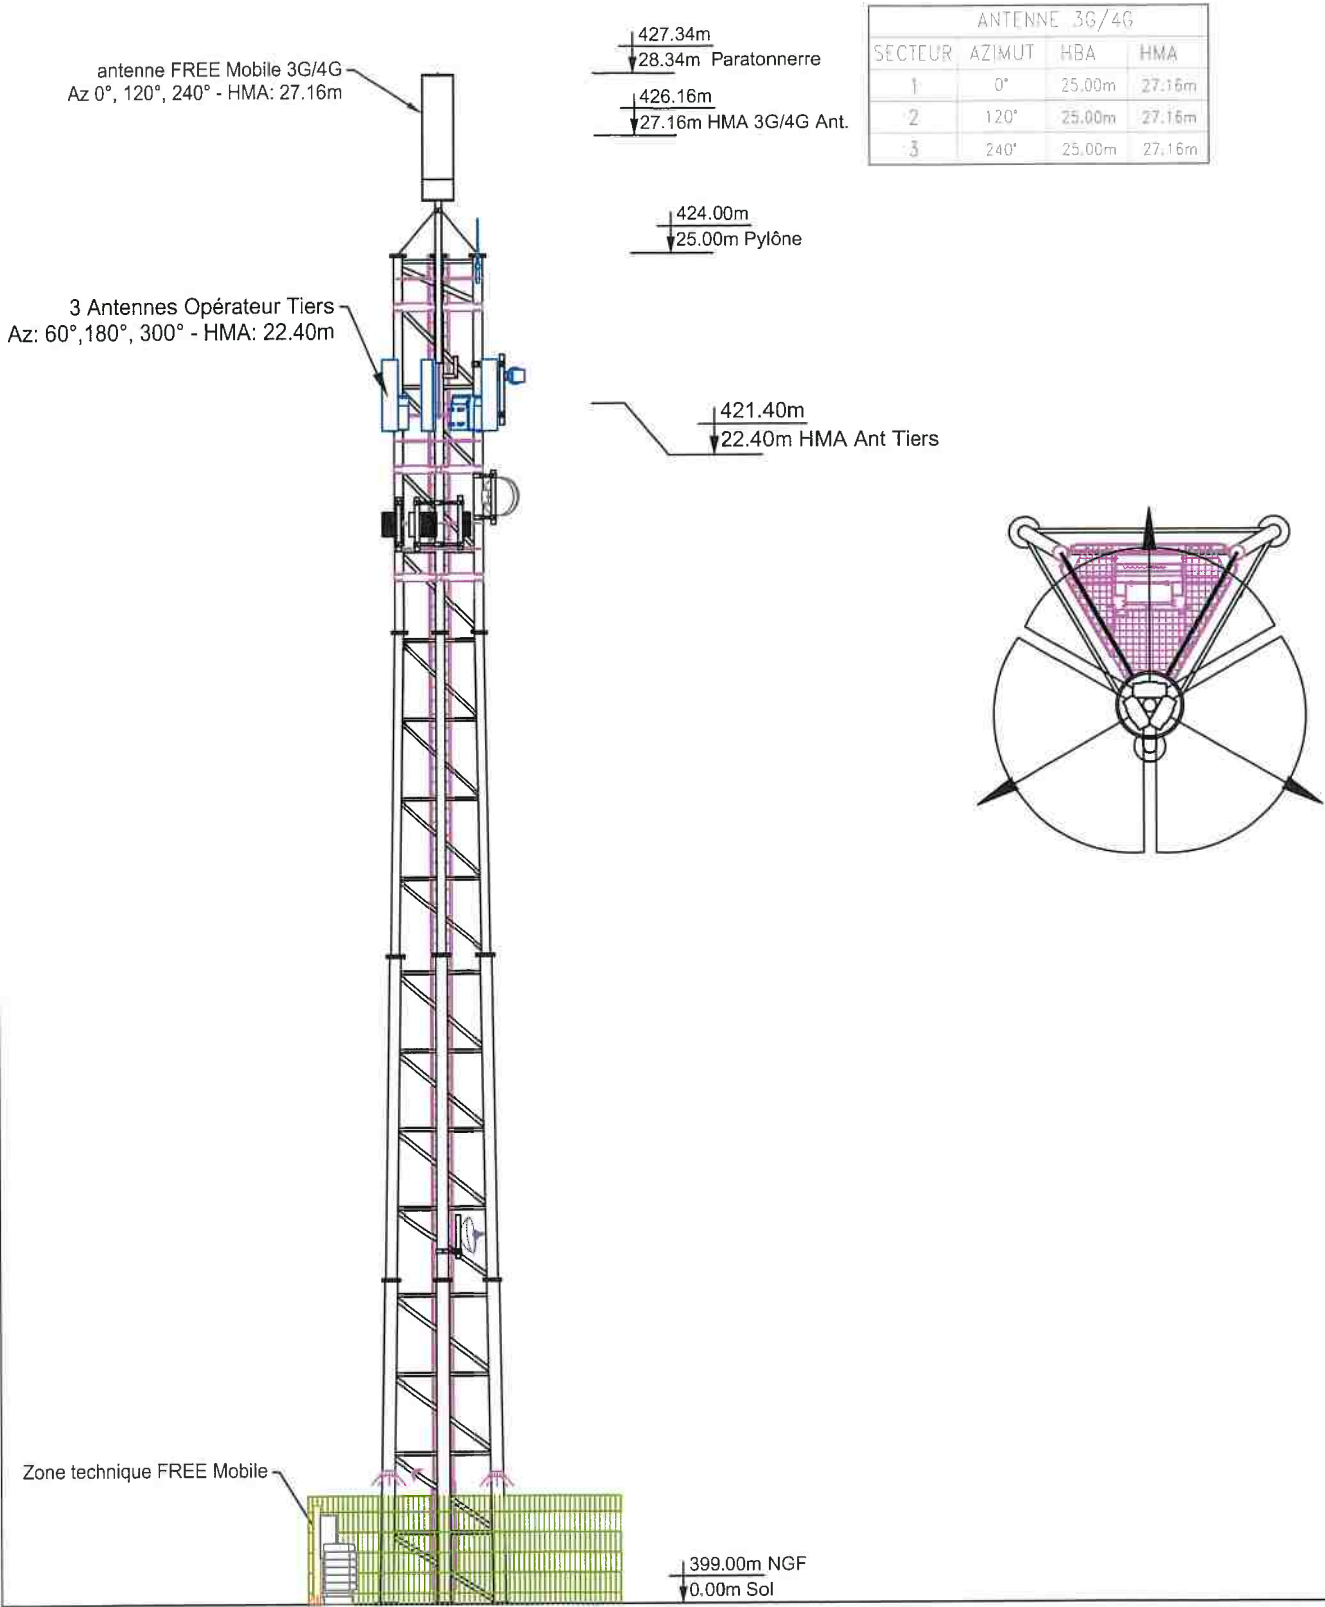 ANTENNE 3G/4G
SECTEUR AZIMUT HBA HMA
1 0° 25.00m 27.16m
2 120° 25.00m 27.16m
3 240° 25.00m 27.16m
427.34m
28.34m Paratonnerre
antenne FREE Mobile 3G/4G
Az 0°, 120°, 240° - HMA: 27.16m
426.16m
27.16m HMA 3G/4G Ant.
424.00m
25.00m Pylône
3 Antennes Opérateur Tiers
Az: 60°,180°, 300° - HMA: 22.40m
421.40m
22.40m HMA Ant Tiers
Zone technique FREE Mobile
399.00m NGF
0.00m Sol